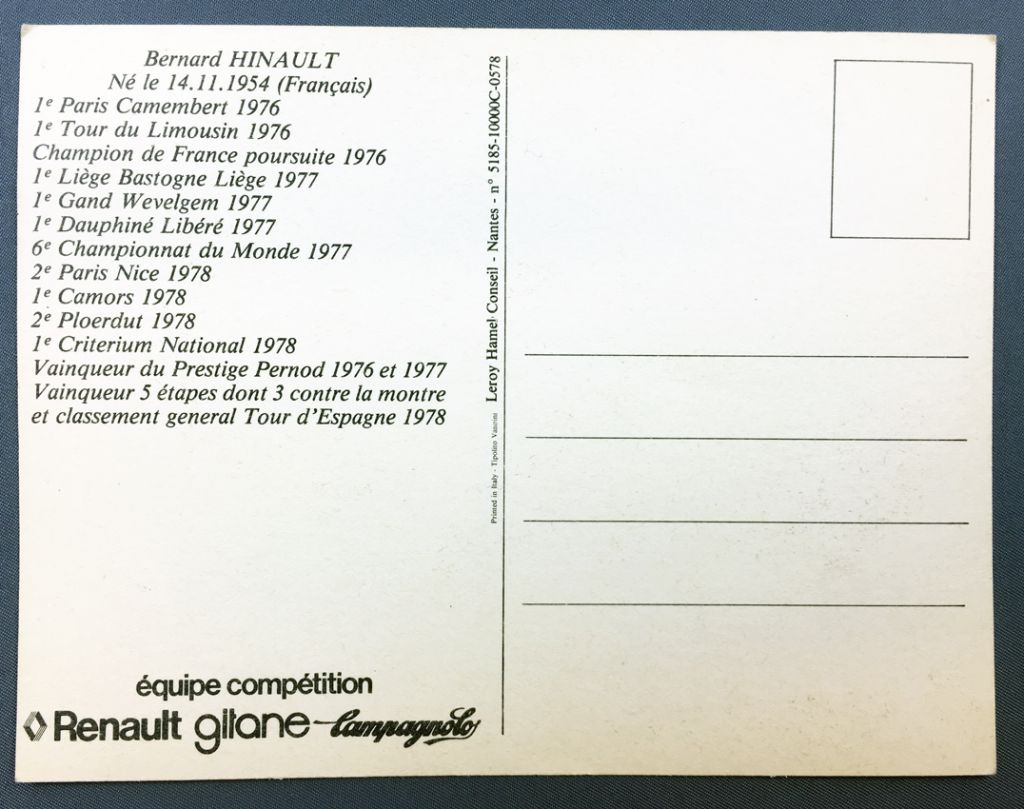 Bernard HINAULT
Né le 14.11.1954 (Français)
1e Paris Camembert 1976
1e Tour du Limousin 1976
Champion de France poursuite 1976
1e Liège Bastogne Liège 1977
1e Gand Wevelgem 1977
1e Dauphiné Libéré 1977
6e Championnat du Monde 1977
2e Paris Nice 1978
1e Camors 1978
2e Ploerdut 1978
1e Criterium National 1978
Vainqueur du Prestige Pernod 1976 et 1977
Vainqueur 5 étapes dont 3 contre la montre
et classement general Tour d'Espagne 1978
équipe compétition
Renault gitane Campagnolo
Printed in Italy - Tipolito Vanzini Leroy Hamel Conseil - Nantes - n° 5185-10000C-0578